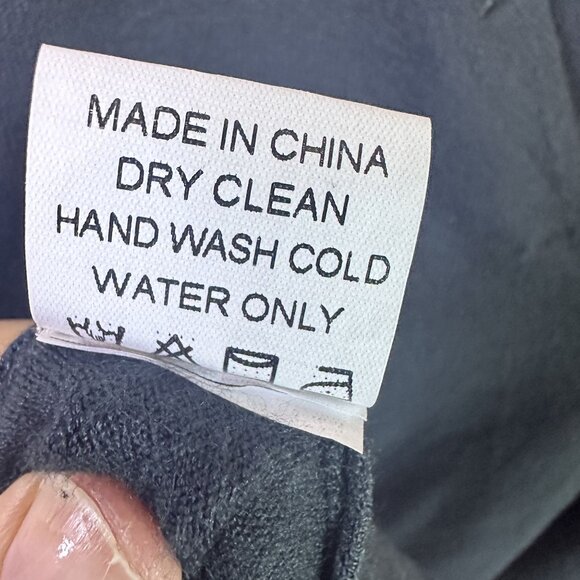 MADE IN CHINA
DRY CLEAN
HAND WASH COLD
WATER ONLY